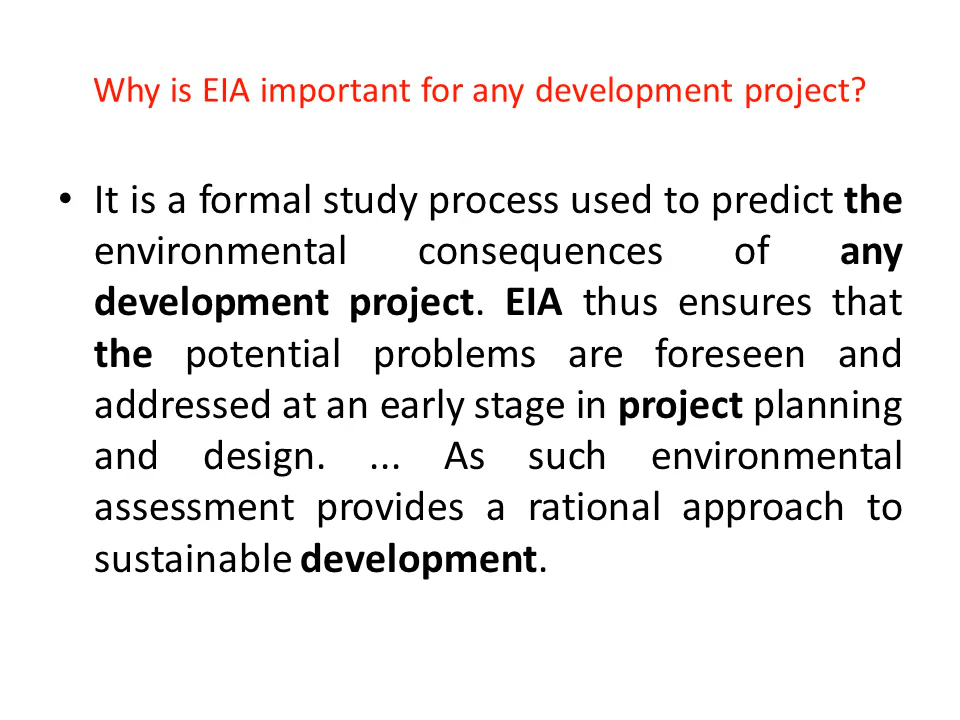 Why is EIA important for any development project?
• It is a formal study process used to predict the
environmental consequences of any
development project. EIA thus ensures that
the potential problems are foreseen and
addressed at an early stage in project planning
and design. ... As such environmental
assessment provides a rational approach to
sustainable development.